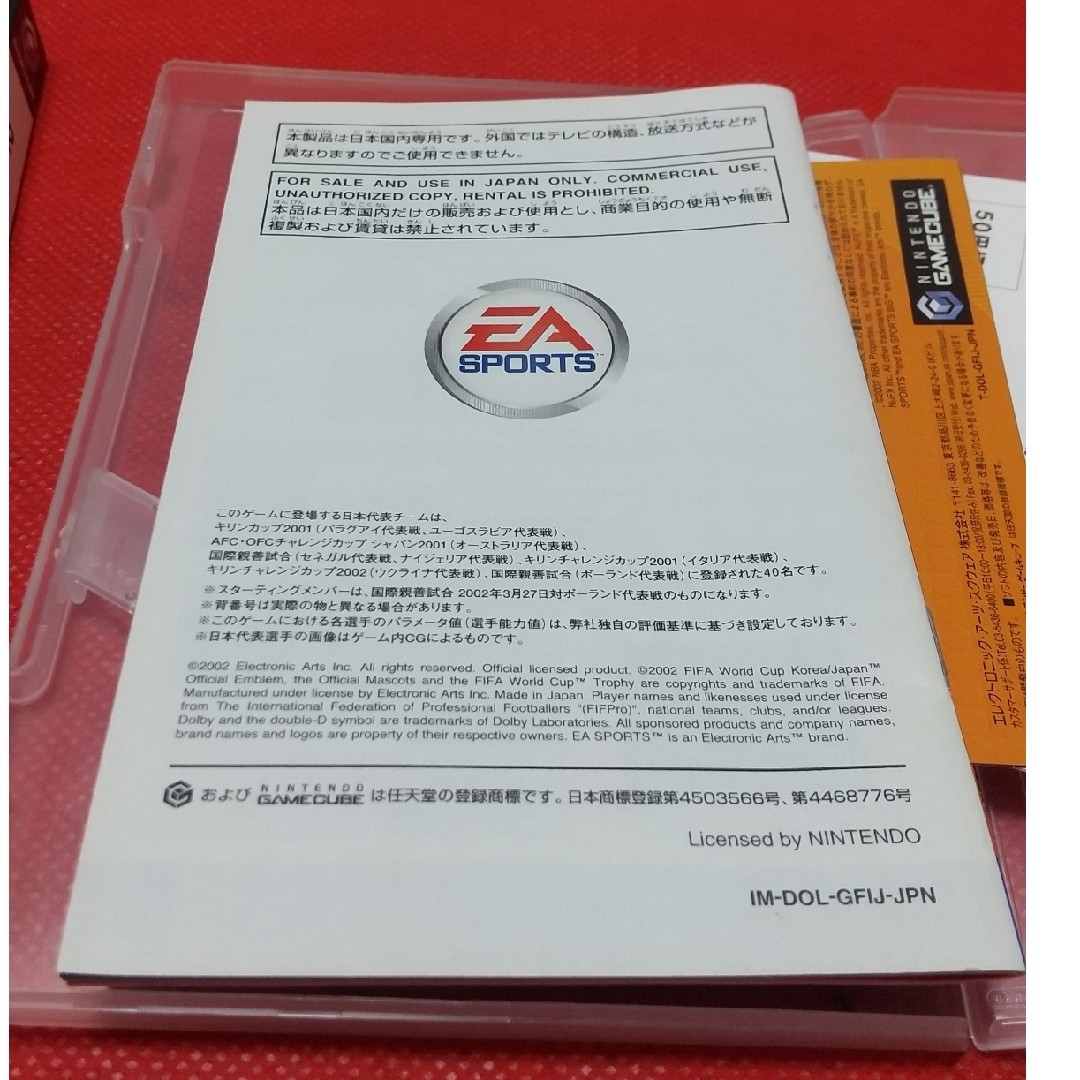 本製品は日本国内専用です。外国ではテレビの構造、放送方式などが
異なりますのでご使用できません。
FOR SALE AND USE IN JAPAN ONLY. COMMERCIAL USE,
UNAUTHORIZED COPY, RENTAL IS PROHIBITED.
本品は日本国内だけの販売および使用とし、商業目的の使用や無断
複製および賃貸は禁止されています。
EA
SPORTS™
このゲームに登場する日本代表チームは、
キリンカップ2001(パラグアイ代表戦、ユーゴスラビア代表戦)、
AFC・OFCチャレンジカップ ジャパン2001(オーストラリア代表戦)、
国際親善試合(セネガル代表戦、ナイジェリア代表戦)、キリンチャレンジカップ2001(イタリア代表戦)、
キリンチャレンジカップ2002(ウクライナ代表戦)、国際親善試合(ポーランド代表戦)に登録された40名です。
※スターティングメンバーは、国際親善試合 2002年3月27日対ポーランド代表戦のものになります。
※背番号は実際の物と異なる場合があります。
※このゲームにおける各選手のパラメータ値(選手能力値)は、弊社独自の評価基準に基づき設定しております。
※日本代表選手の画像はゲーム内CGによるものです。
©2002 Electronic Arts Inc. All rights reserved. Official licensed product. ©2002 FIFA World Cup Korea/Japan™
Official Emblem, the Official Mascots and the FIFA World Cup™ Trophy are copyrights and trademarks of FIFA.
Manufactured under license by Electronic Arts Inc. Made in Japan. Player names and likenesses used under license
from The International Federation of Professional Footballers "(FIFPro)", national teams, clubs, and/or leagues.
Dolby and the double-D symbol are trademarks of Dolby Laboratories. All sponsored products and company names,
brand names and logos are property of their respective owners. EA SPORTS™ is an Electronic Arts™ brand.
および NINTENDO GAMECUBE は任天堂の登録商標です。日本商標登録第4503566号、第4468776号
Licensed by NINTENDO
IM-DOL-GFIJ-JPN
NINTENDO
GAMECUBE
T-DOL-GFIJ-JPN
SPORTS™ and EA SPORTS BIG™ are Electronic Arts™ brands.
エレクトロニック・アーツ・スクウェア株式会社